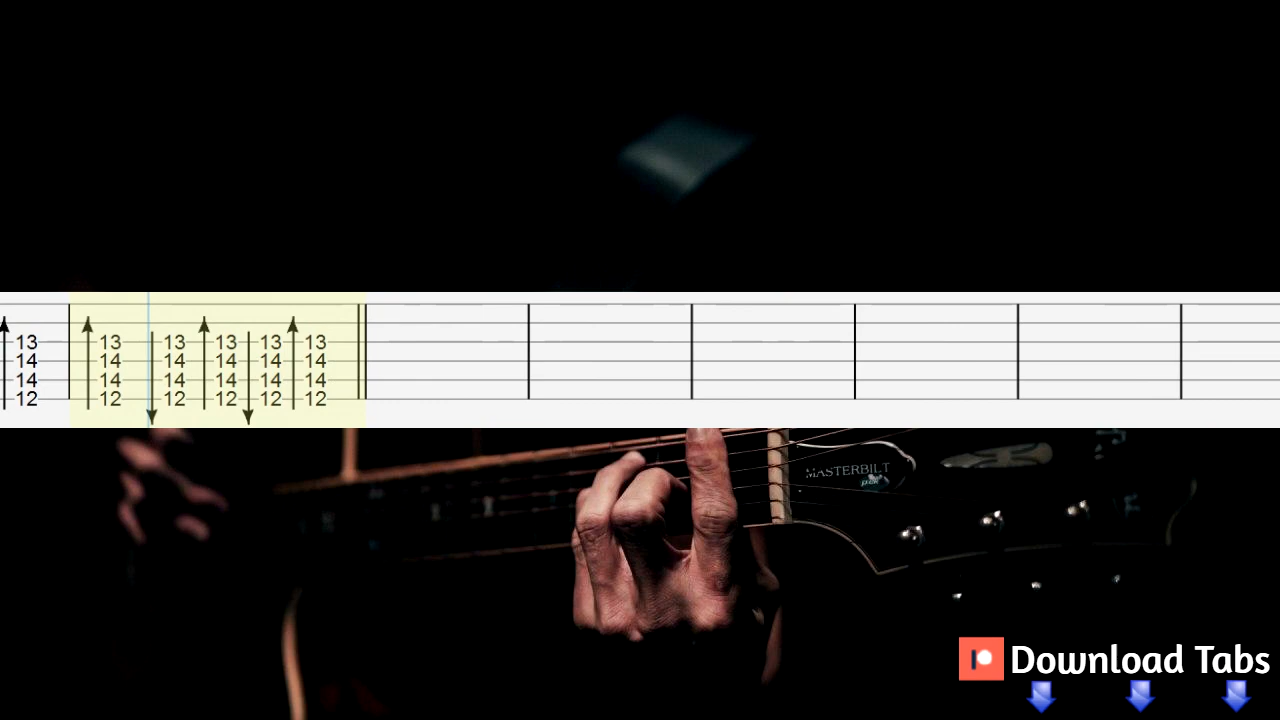 13 13 13 13 13 13
14 14 14 14 14 14
14 14 14 14 14 14
12 12 12 12 12 12
MASTERBILT
Download Tabs